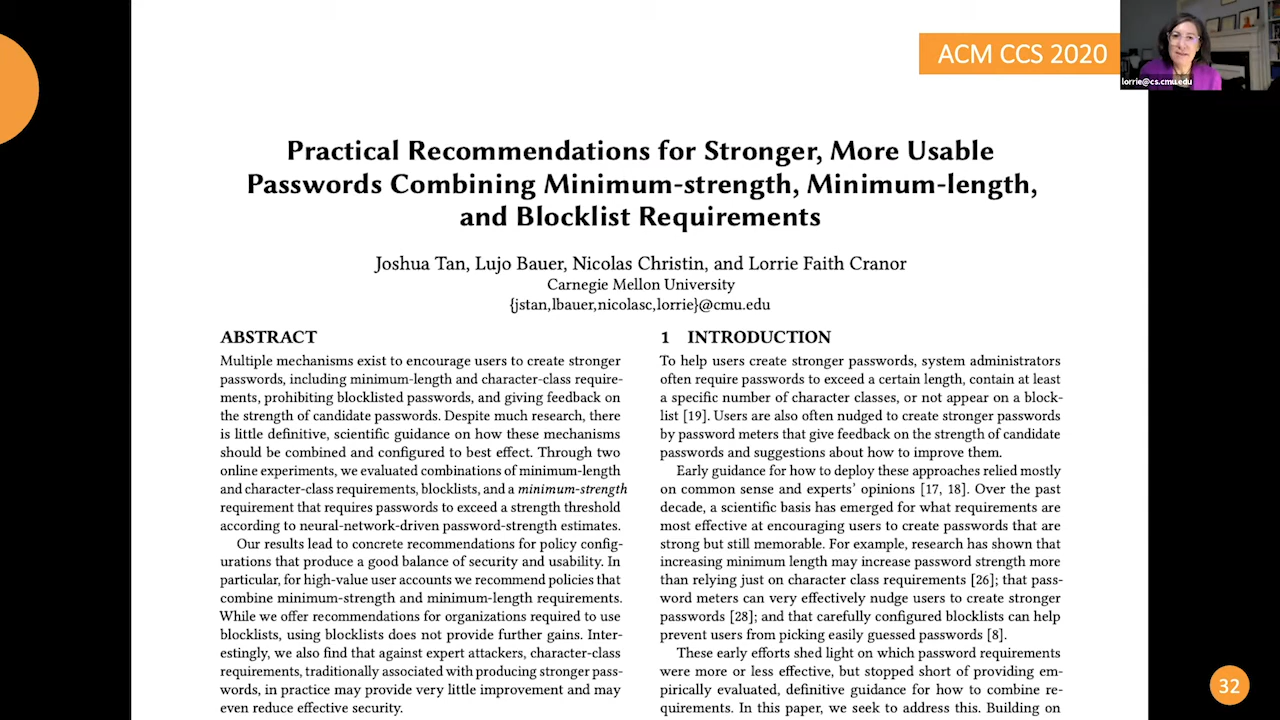 ACM CCS 2020
lorrie@cs.cmu.edu
Practical Recommendations for Stronger, More Usable
Passwords Combining Minimum-strength, Minimum-length,
and Blocklist Requirements
Joshua Tan, Lujo Bauer, Nicolas Christin, and Lorrie Faith Cranor
Carnegie Mellon University
{jstan,lbauer,nicolasc,lorrie}@cmu.edu
ABSTRACT
Multiple mechanisms exist to encourage users to create stronger
passwords, including minimum-length and character-class require-
ments, prohibiting blocklisted passwords, and giving feedback on
the strength of candidate passwords. Despite much research, there
is little definitive, scientific guidance on how these mechanisms
should be combined and configured to best effect. Through two
online experiments, we evaluated combinations of minimum-length
and character-class requirements, blocklists, and a minimum-strength
requirement that requires passwords to exceed a strength threshold
according to neural-network-driven password-strength estimates.
Our results lead to concrete recommendations for policy config-
urations that produce a good balance of security and usability. In
particular, for high-value user accounts we recommend policies that
combine minimum-strength and minimum-length requirements.
While we offer recommendations for organizations required to use
blocklists, using blocklists does not provide further gains. Inter-
estingly, we also find that against expert attackers, character-class
requirements, traditionally associated with producing stronger pass-
words, in practice may provide very little improvement and may
even reduce effective security.
1 INTRODUCTION
To help users create stronger passwords, system administrators
often require passwords to exceed a certain length, contain at least
a specific number of character classes, or not appear on a block-
list [19]. Users are also often nudged to create stronger passwords
by password meters that give feedback on the strength of candidate
passwords and suggestions about how to improve them.
Early guidance for how to deploy these approaches relied mostly
on common sense and experts' opinions [17, 18]. Over the past
decade, a scientific basis has emerged for what requirements are
most effective at encouraging users to create passwords that are
strong but still memorable. For example, research has shown that
increasing minimum length may increase password strength more
than relying just on character class requirements [26]; that pass-
word meters can very effectively nudge users to create stronger
passwords [28]; and that carefully configured blocklists can help
prevent users from picking easily guessed passwords [8].
These early efforts shed light on which password requirements
were more or less effective, but stopped short of providing em-
pirically evaluated, definitive guidance for how to combine re-
quirements. In this paper, we seek to address this. Building on
32